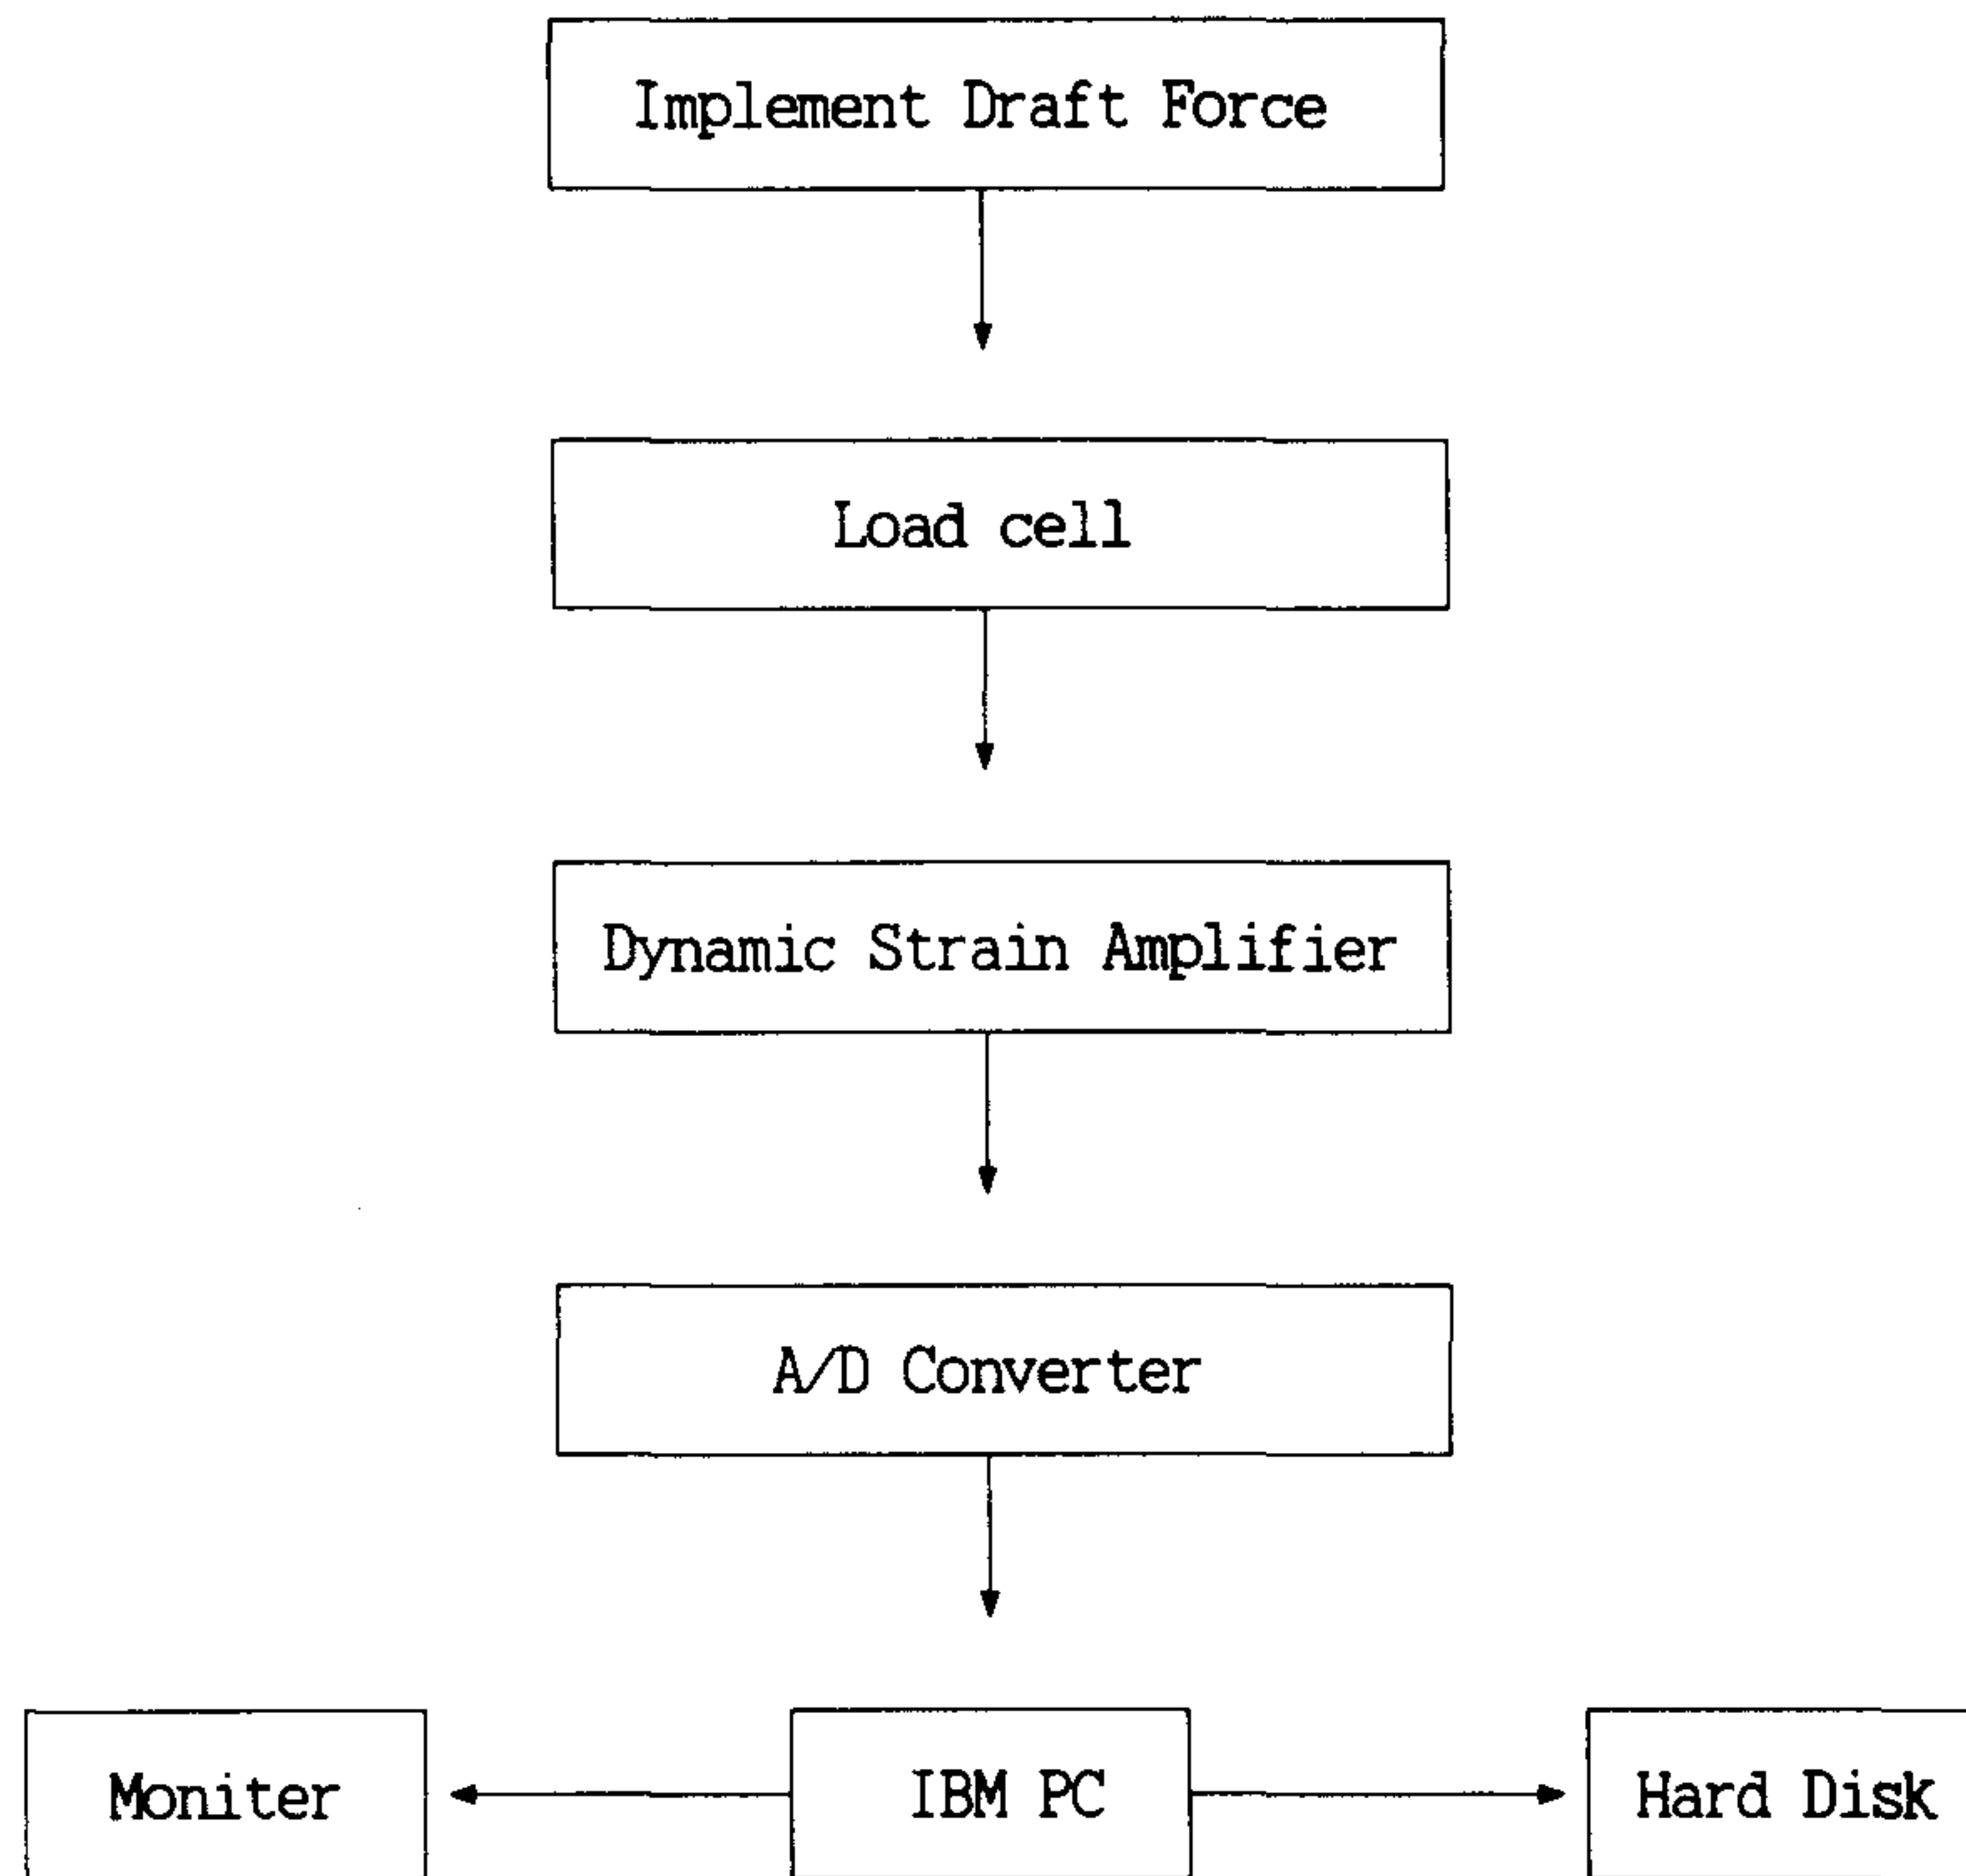 Implement Draft Force
Load cell
Dynamic Strain Amplifier
A/D Converter
Moniter
IBM PC
Hard Disk